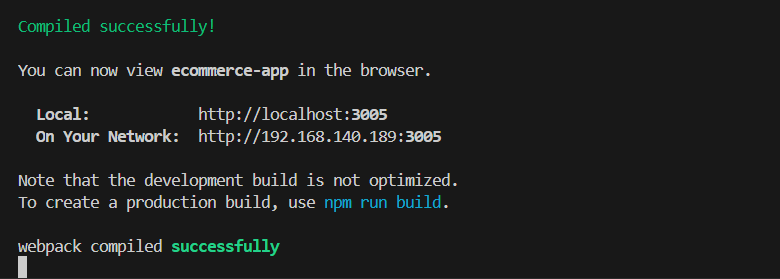 Compiled successfully!
You can now view ecommerce-app in the browser.
Local: http://localhost:3005
On Your Network: http://192.168.140.189:3005
Note that the development build is not optimized.
To create a production build, use npm run build.
webpack compiled successfully